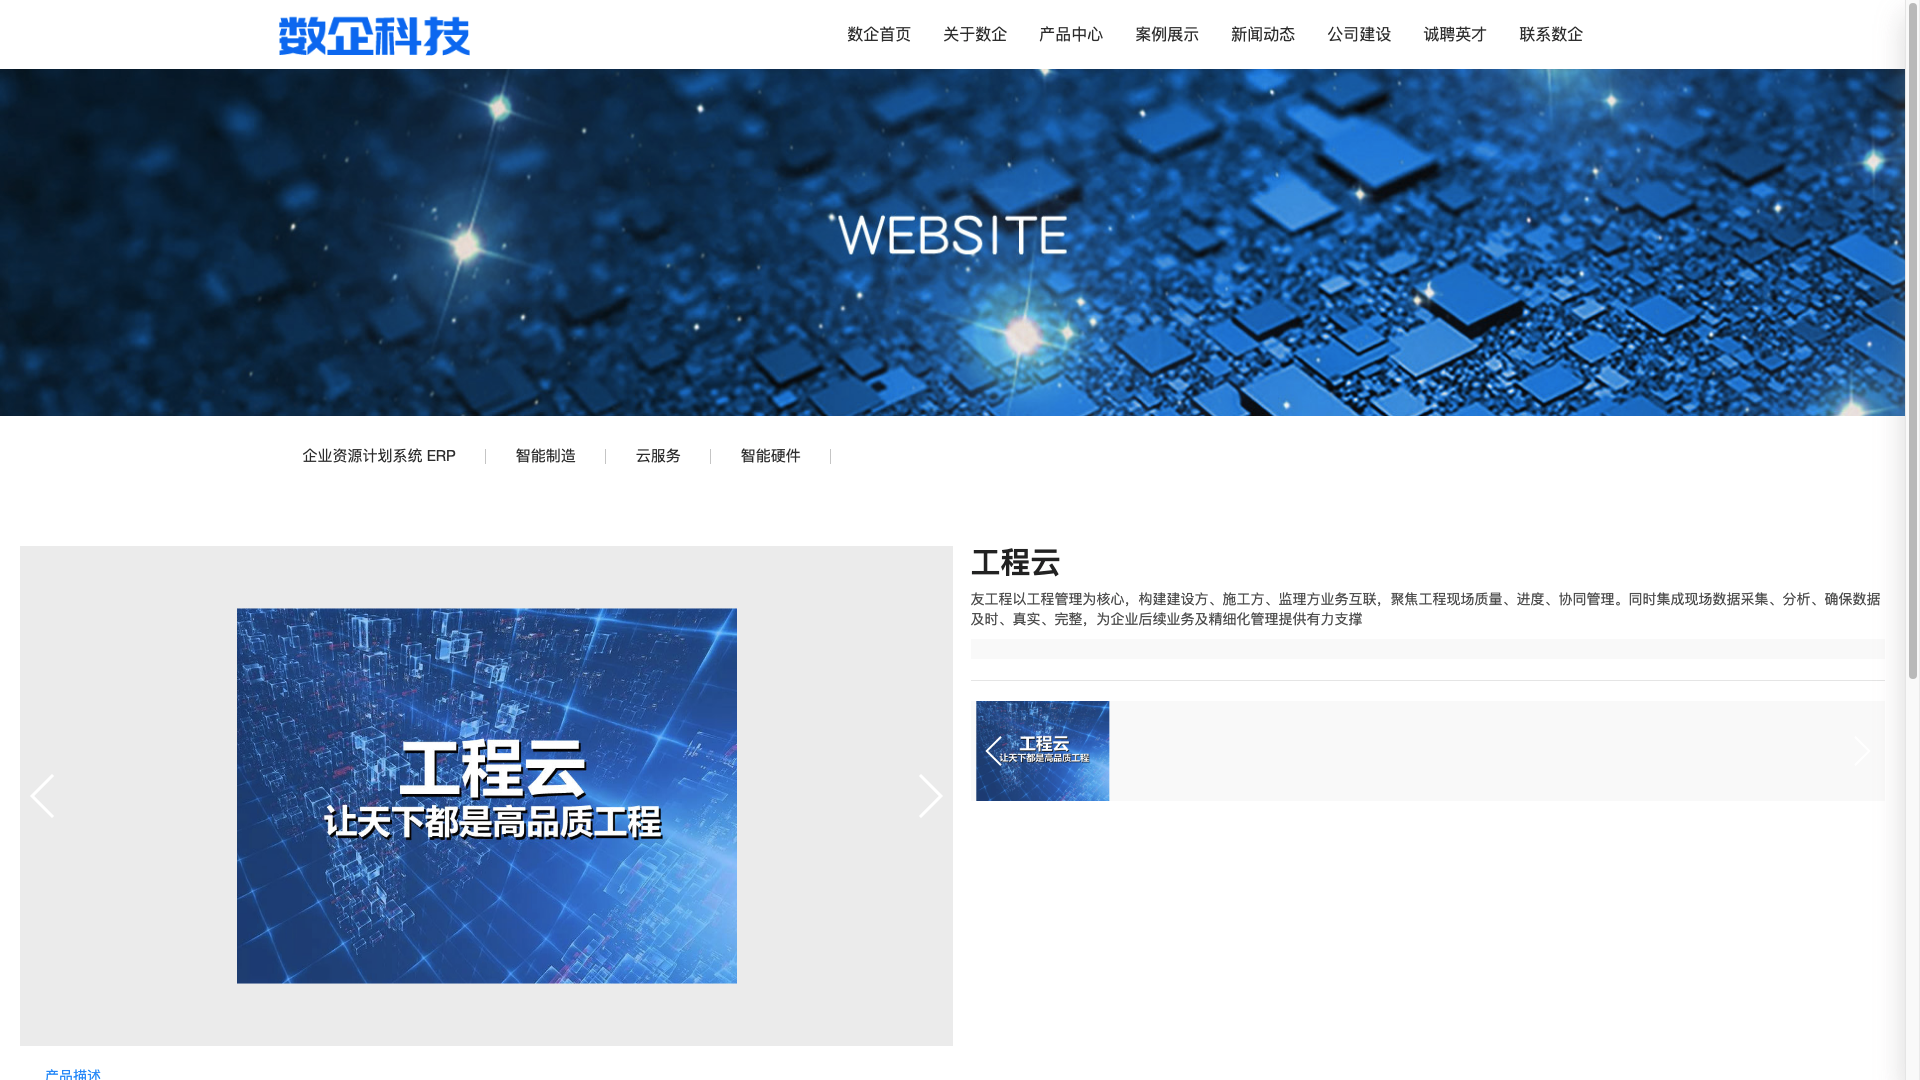 数企科技
数企首页
关于数企
产品中心
案例展示
新闻动态
公司建设
诚聘英才
联系数企
WEBSITE
企业资源计划系统 ERP
智能制造
云服务
智能硬件
工程云
让天下都是高品质工程
工程云
友工程以工程管理为核心，构建建设方、施工方、监理方业务互联，聚焦工程现场质量、进度、协同管理。同时集成现场数据采集、分析、确保数据
及时、真实、完整，为企业后续业务及精细化管理提供有力支撑
工程云
让天下都是高品质工程
产品描述